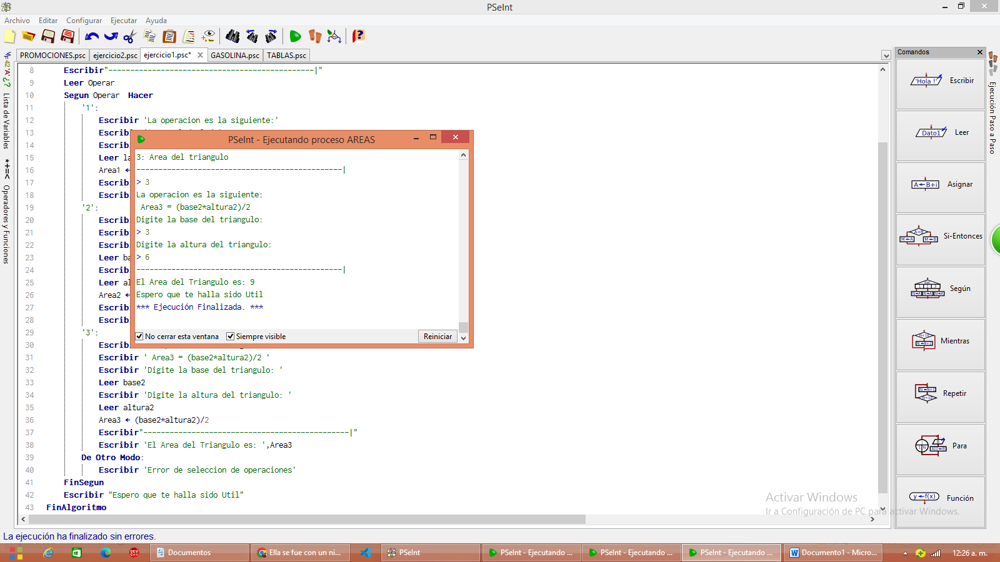 PSeInt
Archivo Editar Configurar Ejecutar Ayuda
PROMOCIONES.psc ejercicio2.psc ejercicio1.psc* GASOLINA.psc TABLAS.psc
Lista de Variables
Operadores y Funciones
8 Escribir"-----------------------------------------------|"
9 Leer Operar
10 Segun Operar Hacer
11 '1':
12 Escribir 'La operacion es la siguiente:'
13 Escrib
14 Escrib
15 Leer la
16 Area1 ←
17 Escrib
18 Escrib
19 '2':
20 Escrib
21 Escrib
22 Escrib
23 Leer ba
24 Escrib
25 Leer al
26 Area2 ←
27 Escrib
28 Escrib
29 '3':
30 Escrib
31 Escribir ' Area3 = (base2*altura2)/2 '
32 Escribir 'Digite la base del triangulo: '
33 Leer base2
34 Escribir 'Digite la altura del triangulo: '
35 Leer altura2
36 Area3 ← (base2*altura2)/2
37 Escribir"-----------------------------------------------|"
38 Escribir 'El Area del Triangulo es: ',Area3
39 De Otro Modo:
40 Escribir 'Error de seleccion de operaciones'
41 FinSegun
42 Escribir "Espero que te halla sido Util"
43 FinAlgoritmo
PSeInt - Ejecutando proceso AREAS
3: Area del triangulo
-----------------------------------------------|
> 3
La operacion es la siguiente:
Area3 = (base2*altura2)/2
Digite la base del triangulo:
> 3
Digite la altura del triangulo:
> 6
-----------------------------------------------|
El Area del Triangulo es: 9
Espero que te halla sido Util
*** Ejecución Finalizada. ***
No cerrar esta ventana Siempre visible Reiniciar
Comandos
'Hola !' Escribir
Dato1 Leer
A←B+i Asignar
Si-Entonces
Según
Mientras
Repetir
Para
y←f(x) Función
Ejecución Paso a Paso
Activar Windows
Ir a Configuración de PC para activar Windows.
La ejecución ha finalizado sin errores.
Documentos
Ella se fue con un ni...
PSeInt
PSeInt - Ejecutando ...
PSeInt - Ejecutando ...
PSeInt - Ejecutando ...
Documento1 - Micro...
12:26 a. m.